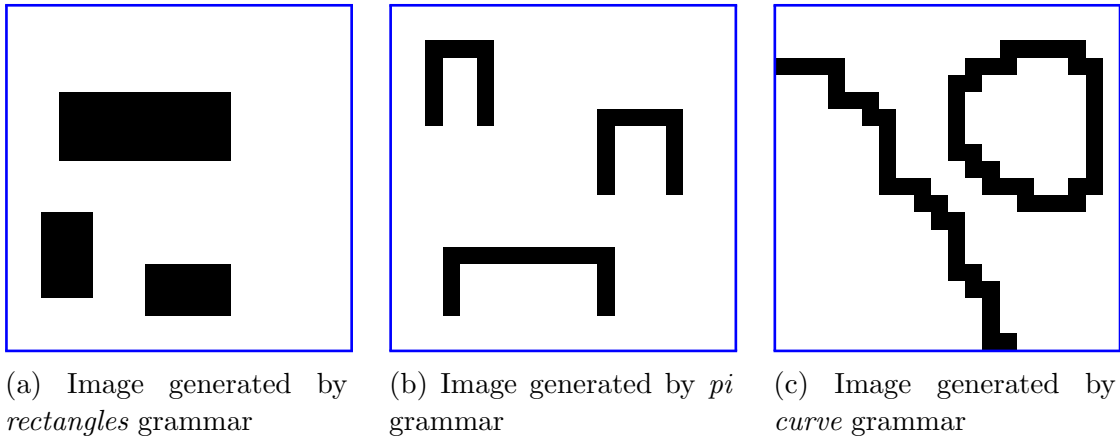 (a) Image generated by
rectangles grammar
(b) Image generated by pi
grammar
(c) Image generated by
curve grammar